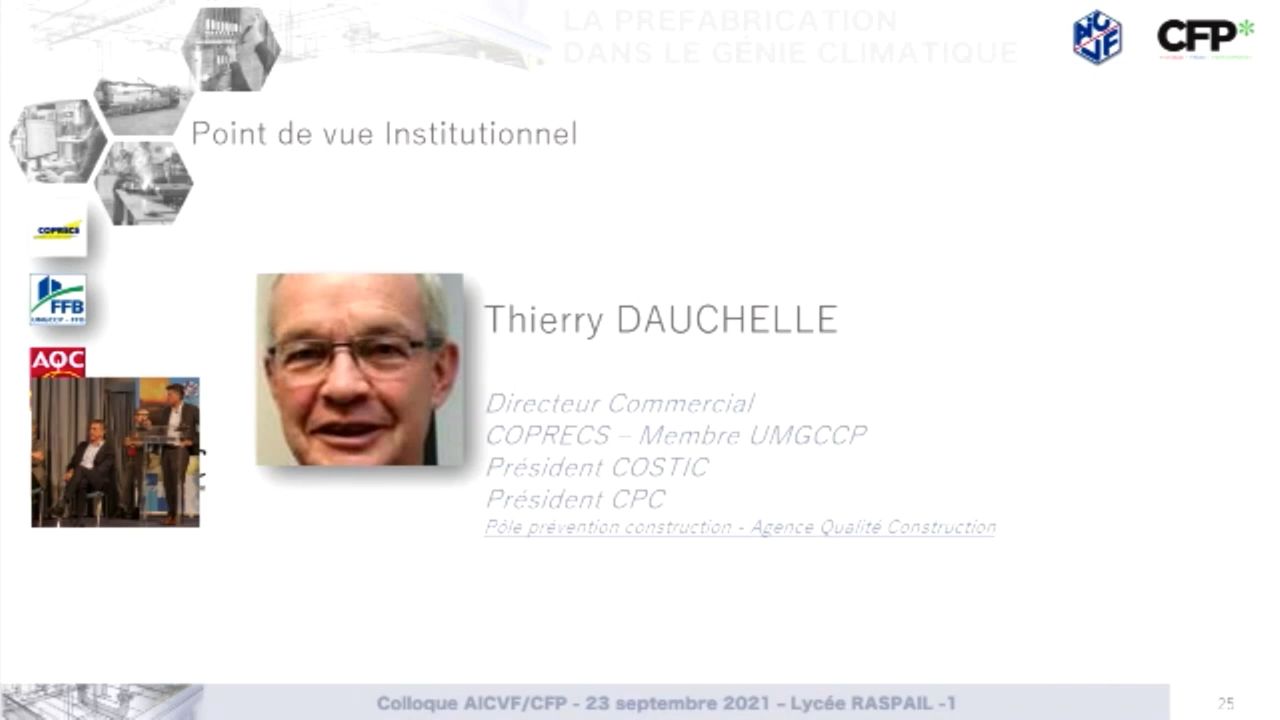 LA PREFABRICATION
DANS LE GÉNIE CLIMATIQUE
CFP*
Point de vue Institutionnel
COPRECS
FFB
UMGCCP - FFB
AQC
Thierry DAUCHELLE
Directeur Commercial
COPRECS – Membre UMGCCP
Président COSTIC
Président CPC
Pôle prévention construction - Agence Qualité Construction
Colloque AICVF/CFP - 23 septembre 2021 – Lycée RASPAIL -1
25